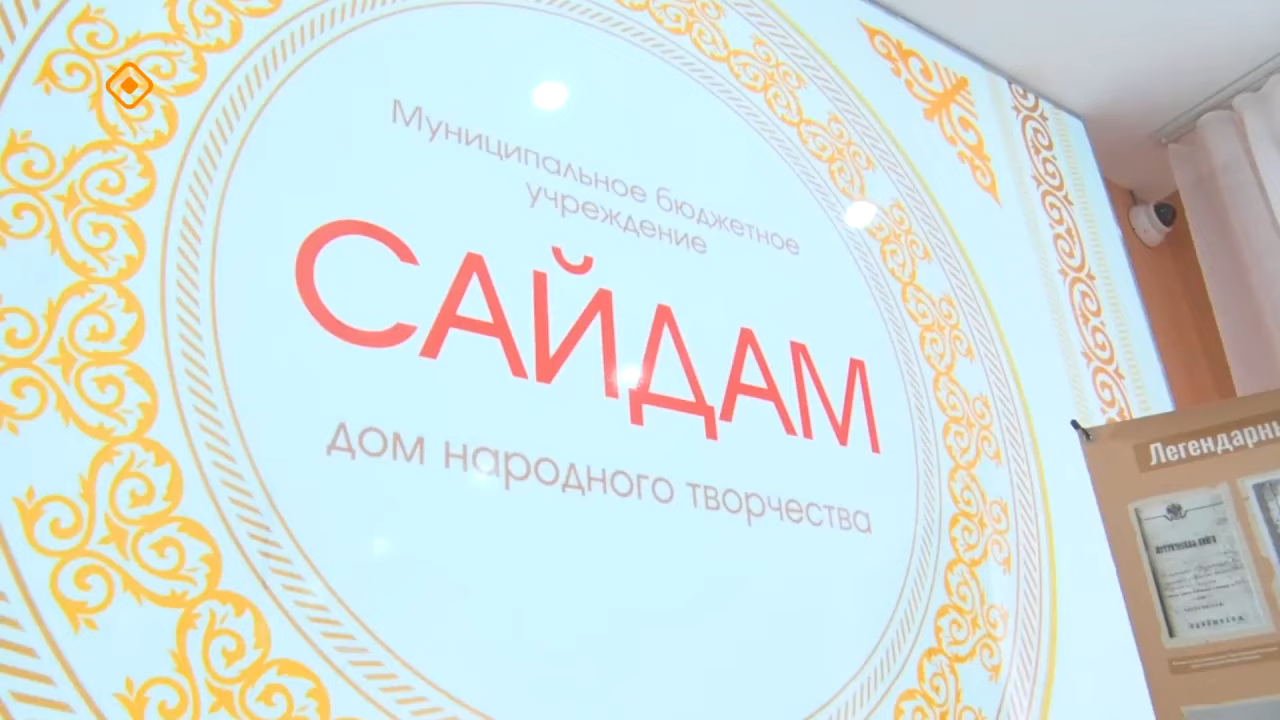 Муниципальное бюджетное
учреждение
САЙДАМ
дом народного творчества
Легендарны